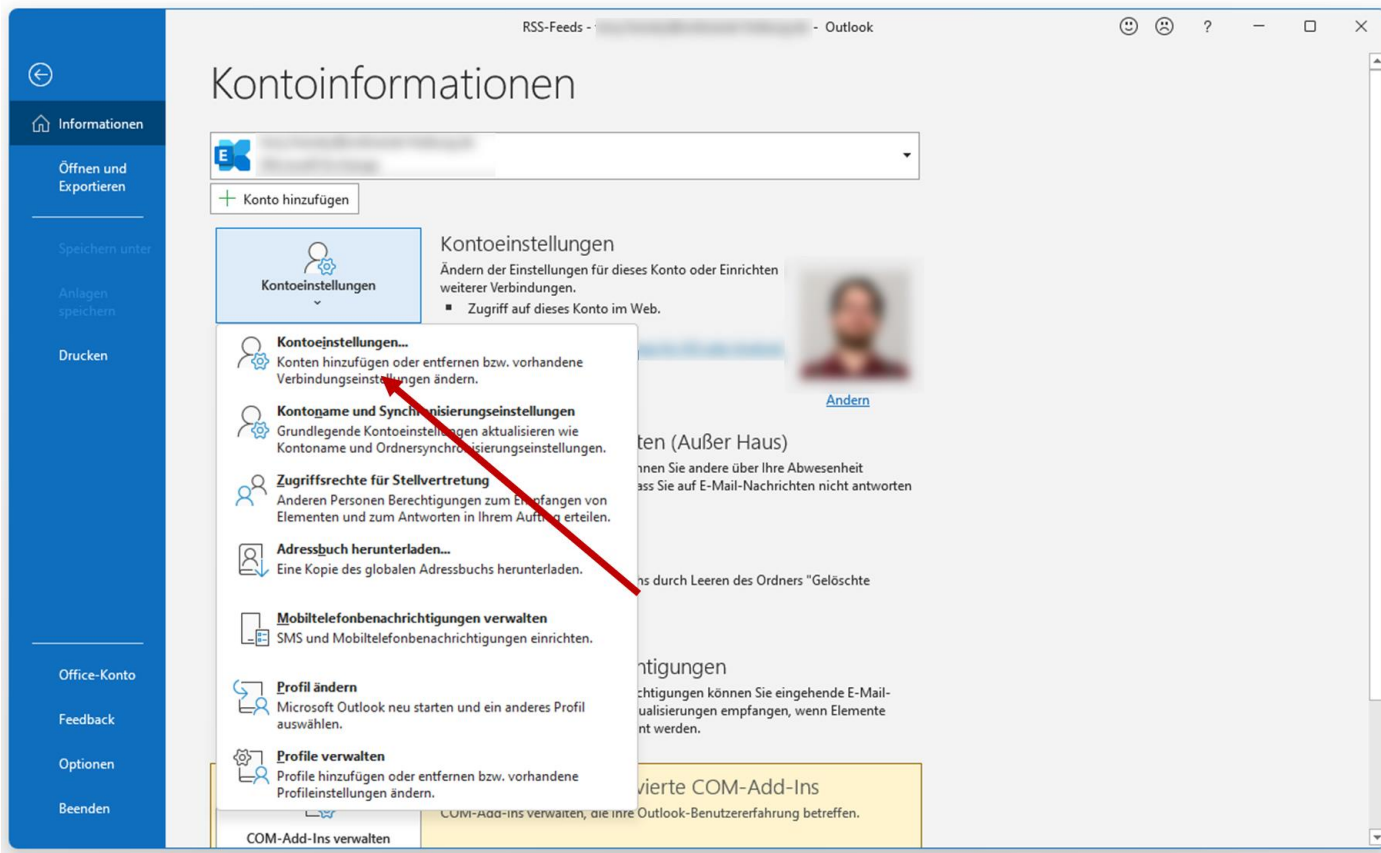 RSS-Feeds - - Outlook
?
Kontoinformationen
Informationen
Öffnen und
Exportieren
Speichern unter
Anlagen
speichern
Drucken
Office-Konto
Feedback
Optionen
Beenden
E
Konto hinzufügen
Kontoeinstellungen
Kontoeinstellungen
Ändern der Einstellungen für dieses Konto oder Einrichten
weiterer Verbindungen.
Zugriff auf dieses Konto im Web.
Ändern
Kontoeinstellungen...
Konten hinzufügen oder entfernen bzw. vorhandene
Verbindungseinstellungen ändern.
Kontoname und Synchronisierungseinstellungen
Grundlegende Kontoeinstellungen aktualisieren wie
Kontoname und Ordnersynchronisierungseinstellungen.
Zugriffsrechte für Stellvertretung
Anderen Personen Berechtigungen zum Empfangen von
Elementen und zum Antworten in Ihrem Auftrag erteilen.
Adressbuch herunterladen...
Eine Kopie des globalen Adressbuchs herunterladen.
Mobiltelefonbenachrichtigungen verwalten
SMS und Mobiltelefonbenachrichtigungen einrichten.
Profil ändern
Microsoft Outlook neu starten und ein anderes Profil
auswählen.
Profile verwalten
Profile hinzufügen oder entfernen bzw. vorhandene
Profileinstellungen ändern.
ten (Außer Haus)
nnen Sie andere über Ihre Abwesenheit
ass Sie auf E-Mail-Nachrichten nicht antworten
ns durch Leeren des Ordners "Gelöschte
htigungen
chtigungen können Sie eingehende E-Mail-
ualisierungen empfangen, wenn Elemente
nt werden.
vierte COM-Add-Ins
COM-Add-Ins verwalten, die Ihre Outlook-Benutzererfahrung betreffen.
COM-Add-Ins verwalten